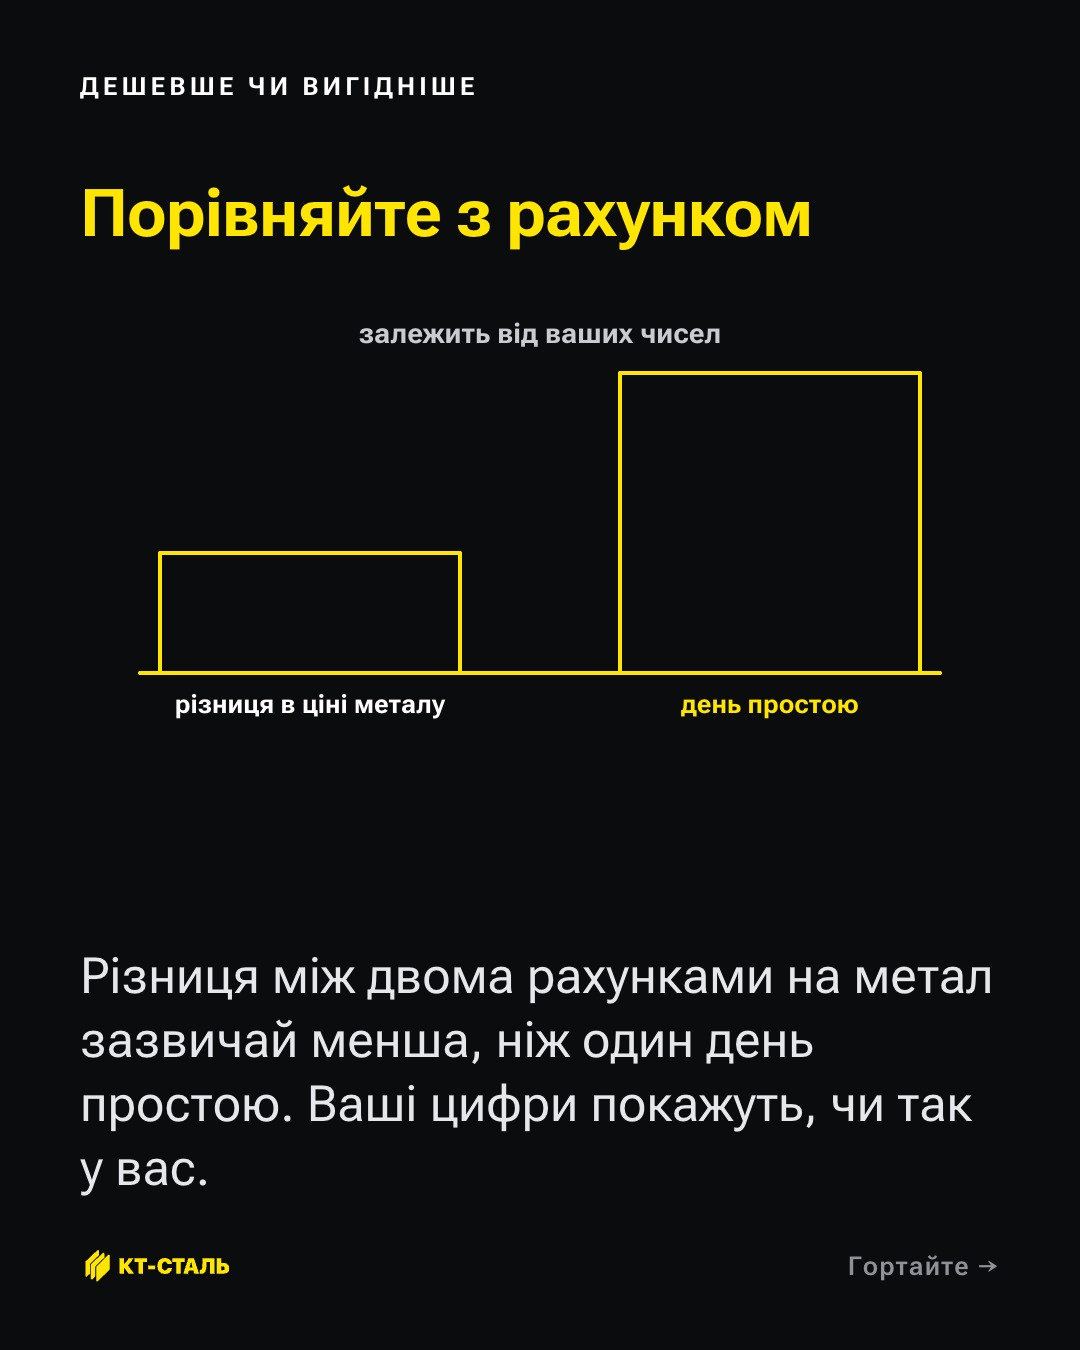 ДЕШЕВШЕ ЧИ ВИГІДНІШЕ
Порівняйте з рахунком
залежить від ваших чисел
різниця в ціні металу
день простою
Різниця між двома рахунками на метал
зазвичай менша, ніж один день
простою. Ваші цифри покажуть, чи так
у вас.
КТ-СТАЛЬ
Гортайте →